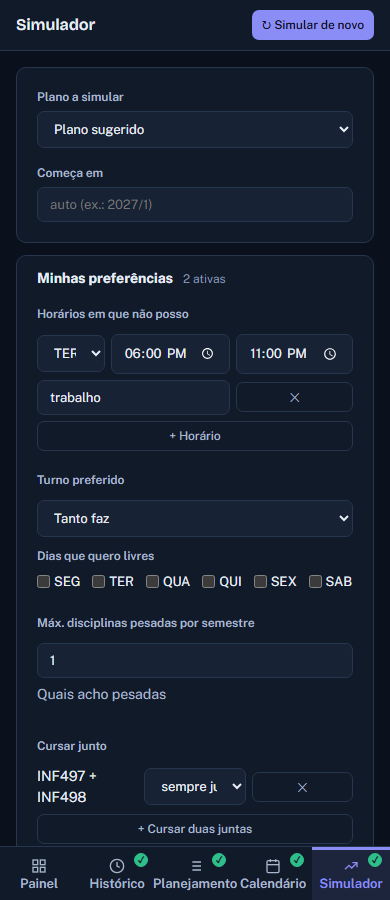 Simulador
↻ Simular de novo
Plano a simular
Plano sugerido
Começa em
auto (ex.: 2027/1)
Minhas preferências 2 ativas
Horários em que não posso
TER 06:00 PM 11:00 PM
trabalho ×
+ Horário
Turno preferido
Tanto faz
Dias que quero livres
SEG TER QUA QUI SEX SAB
Máx. disciplinas pesadas por semestre
1
Quais acho pesadas
Cursar junto
INF497 +
INF498
sempre ju ×
+ Cursar duas juntas
Painel Histórico Planejamento Calendário Simulador